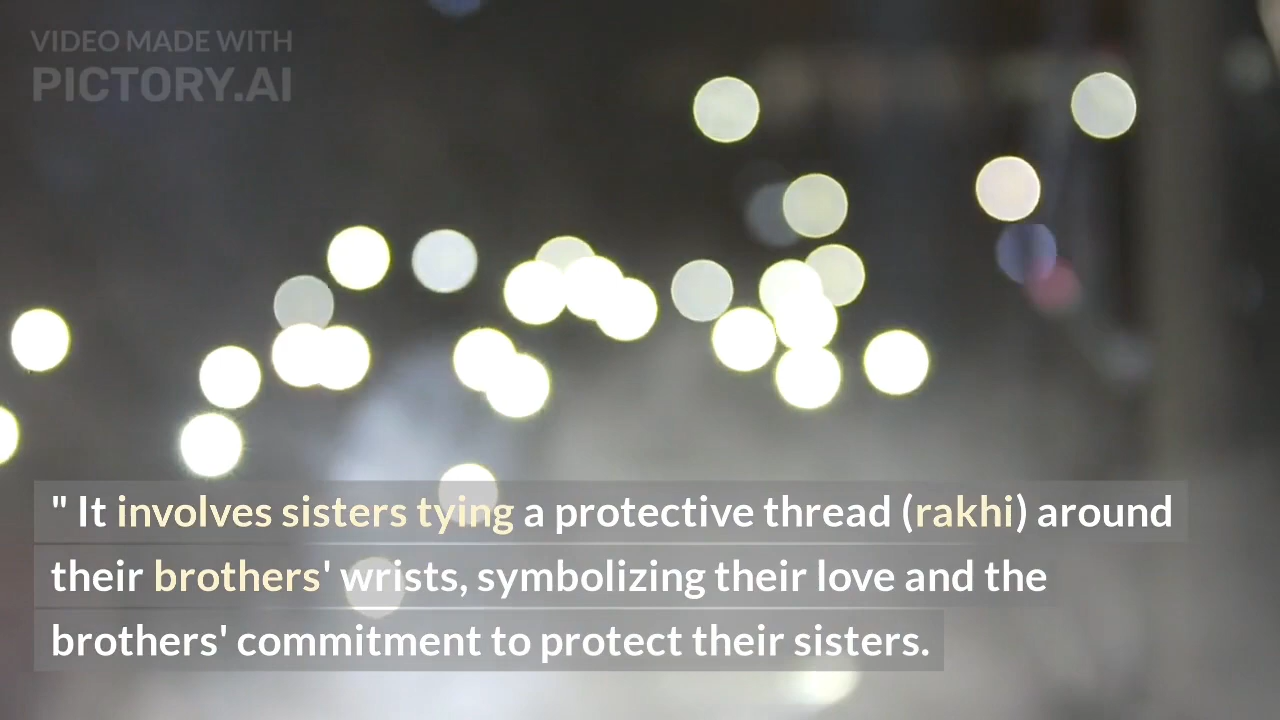 VIDEO MADE WITH
PICTORY.AI
" It involves sisters tying a protective thread (rakhi) around
their brothers' wrists, symbolizing their love and the
brothers' commitment to protect their sisters.